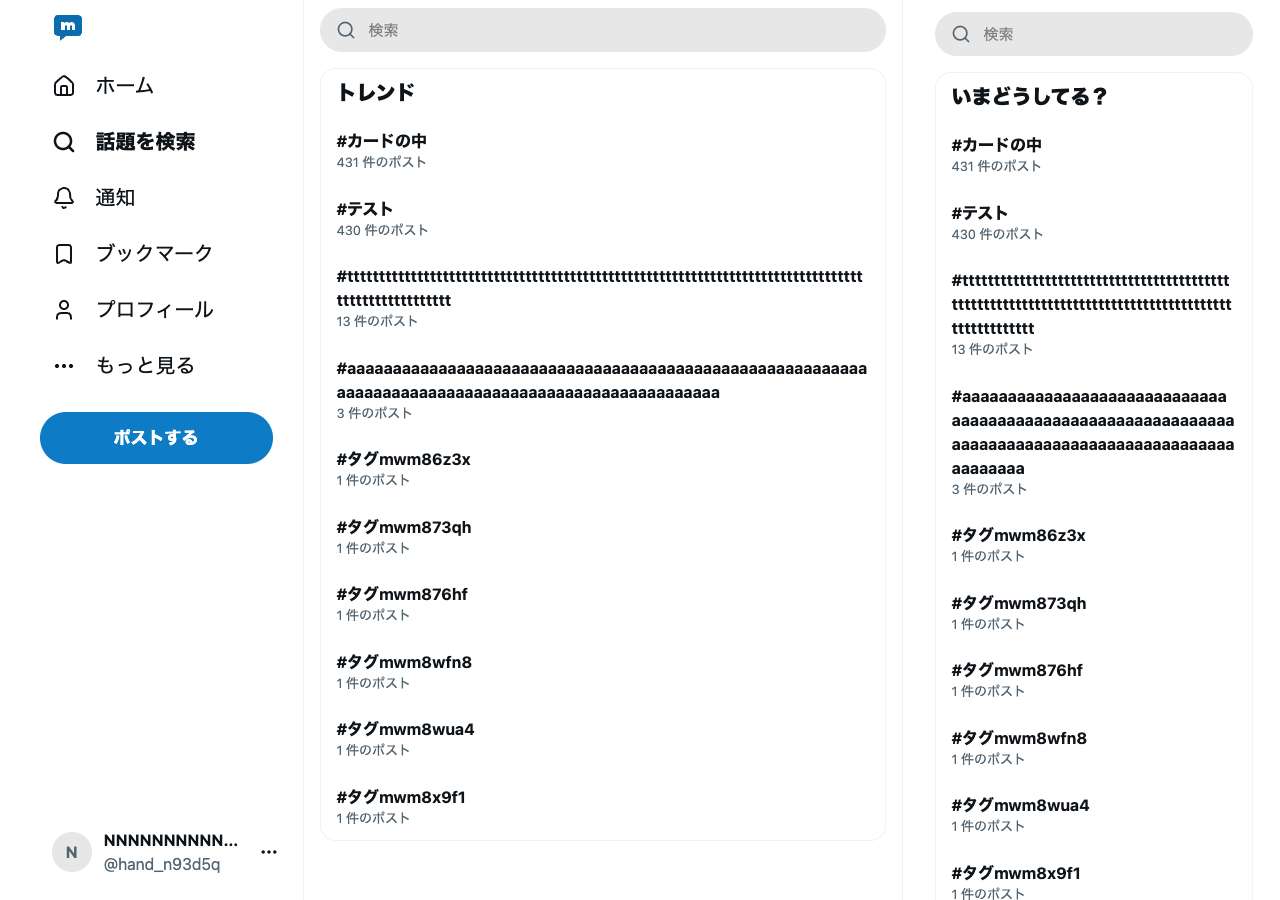 m
ホーム
話題を検索
通知
ブックマーク
プロフィール
もっと見る
ポストする
NNNNNNNNNN...
@hand_n93d5q
検索
トレンド
#カードの中
431 件のポスト
#テスト
430 件のポスト
#tttttttttttttttttttttttttttttttttttttttttttttttttttttttttttttttttttttttttttttttttt
tttttttttttttttttt
13 件のポスト
#aaaaaaaaaaaaaaaaaaaaaaaaaaaaaaaaaaaaaaaaaaaaaaaaaaaaaaaaa
aaaaaaaaaaaaaaaaaaaaaaaaaaaaaaaaaaaaaaaaaa
3 件のポスト
#タグmwm86z3x
1 件のポスト
#タグmwm873qh
1 件のポスト
#タグmwm876hf
1 件のポスト
#タグmwm8wfn8
1 件のポスト
#タグmwm8wua4
1 件のポスト
#タグmwm8x9f1
1 件のポスト
検索
いまどうしてる？
#カードの中
431 件のポスト
#テスト
430 件のポスト
#tttttttttttttttttttttttttttttttttttttttttt
tttttttttttttttttttttttttttttttttttttttttttt
ttttttttttttt
13 件のポスト
#aaaaaaaaaaaaaaaaaaaaaaaaaaaaa
aaaaaaaaaaaaaaaaaaaaaaaaaaaaaaa
aaaaaaaaaaaaaaaaaaaaaaaaaaaaaaa
aaaaaaaa
3 件のポスト
#タグmwm86z3x
1 件のポスト
#タグmwm873qh
1 件のポスト
#タグmwm876hf
1 件のポスト
#タグmwm8wfn8
1 件のポスト
#タグmwm8wua4
1 件のポスト
#タグmwm8x9f1
1 件のポスト